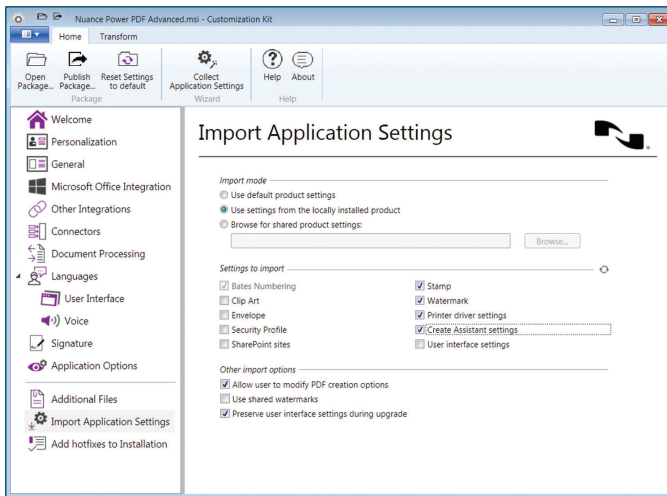 Nuance Power PDF Advanced.msi - Customization Kit
Home Transform
Open Package... Publish Package... Reset Settings to default Collect Application Settings Help About
Package Wizard Help
Welcome
Personalization
General
Microsoft Office Integration
Other Integrations
Connectors
Document Processing
Languages
User Interface
Voice
Signature
Application Options
Additional Files
Import Application Settings
Add hotfixes to Installation
Import Application Settings
Import mode
Use default product settings
Use settings from the locally installed product
Browse for shared product settings:
Browse...
Settings to import
Bates Numbering
Clip Art
Envelope
Security Profile
SharePoint sites
Stamp
Watermark
Printer driver settings
Create Assistant settings
User interface settings
Other import options
Allow user to modify PDF creation options
Use shared watermarks
Preserve user interface settings during upgrade